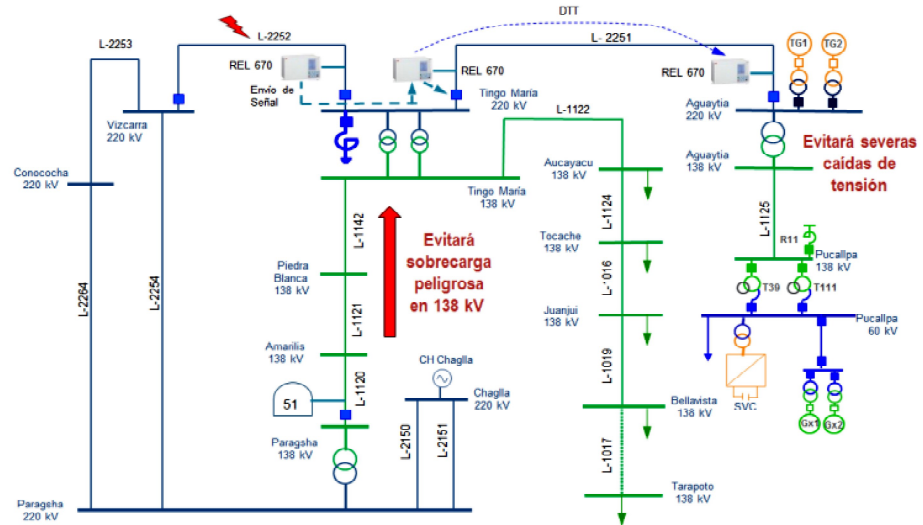 DTT
L-2253
L-2252
L- 2251
TG1
TG2
REL 670
REL 670
REL 670
Envío de
Señal
Tingo María
220 kV
Vizcarra
220 kV
Aguaytia
220 kV
L-1122
Evitará severas
caídas de
tensión
Conococha
220 kV
Aucayacu
138 kV
Aguaytia
138 kV
Tingo María
138 kV
L-1142
L-1124
L-1125
R11
Evitará
sobrecarga
peligrosa
en 138 kV
Tocache
138 kV
Pucallpa
138 kV
Piedra
Blanca
138 kV
L-1016
T39
T111
L-2264
L-2254
L-1121
Juanjui
138 kV
Pucallpa
60 kV
Amarilis
138 kV
CH Chaglla
L-1019
51
L-1120
Chaglla
220 kV
Bellavista
138 kV
SVC
Gx1
Gx2
Paragsha
138 kV
L-2150
L-2151
L-1017
Tarapoto
138 kV
Paragsha
220 kV